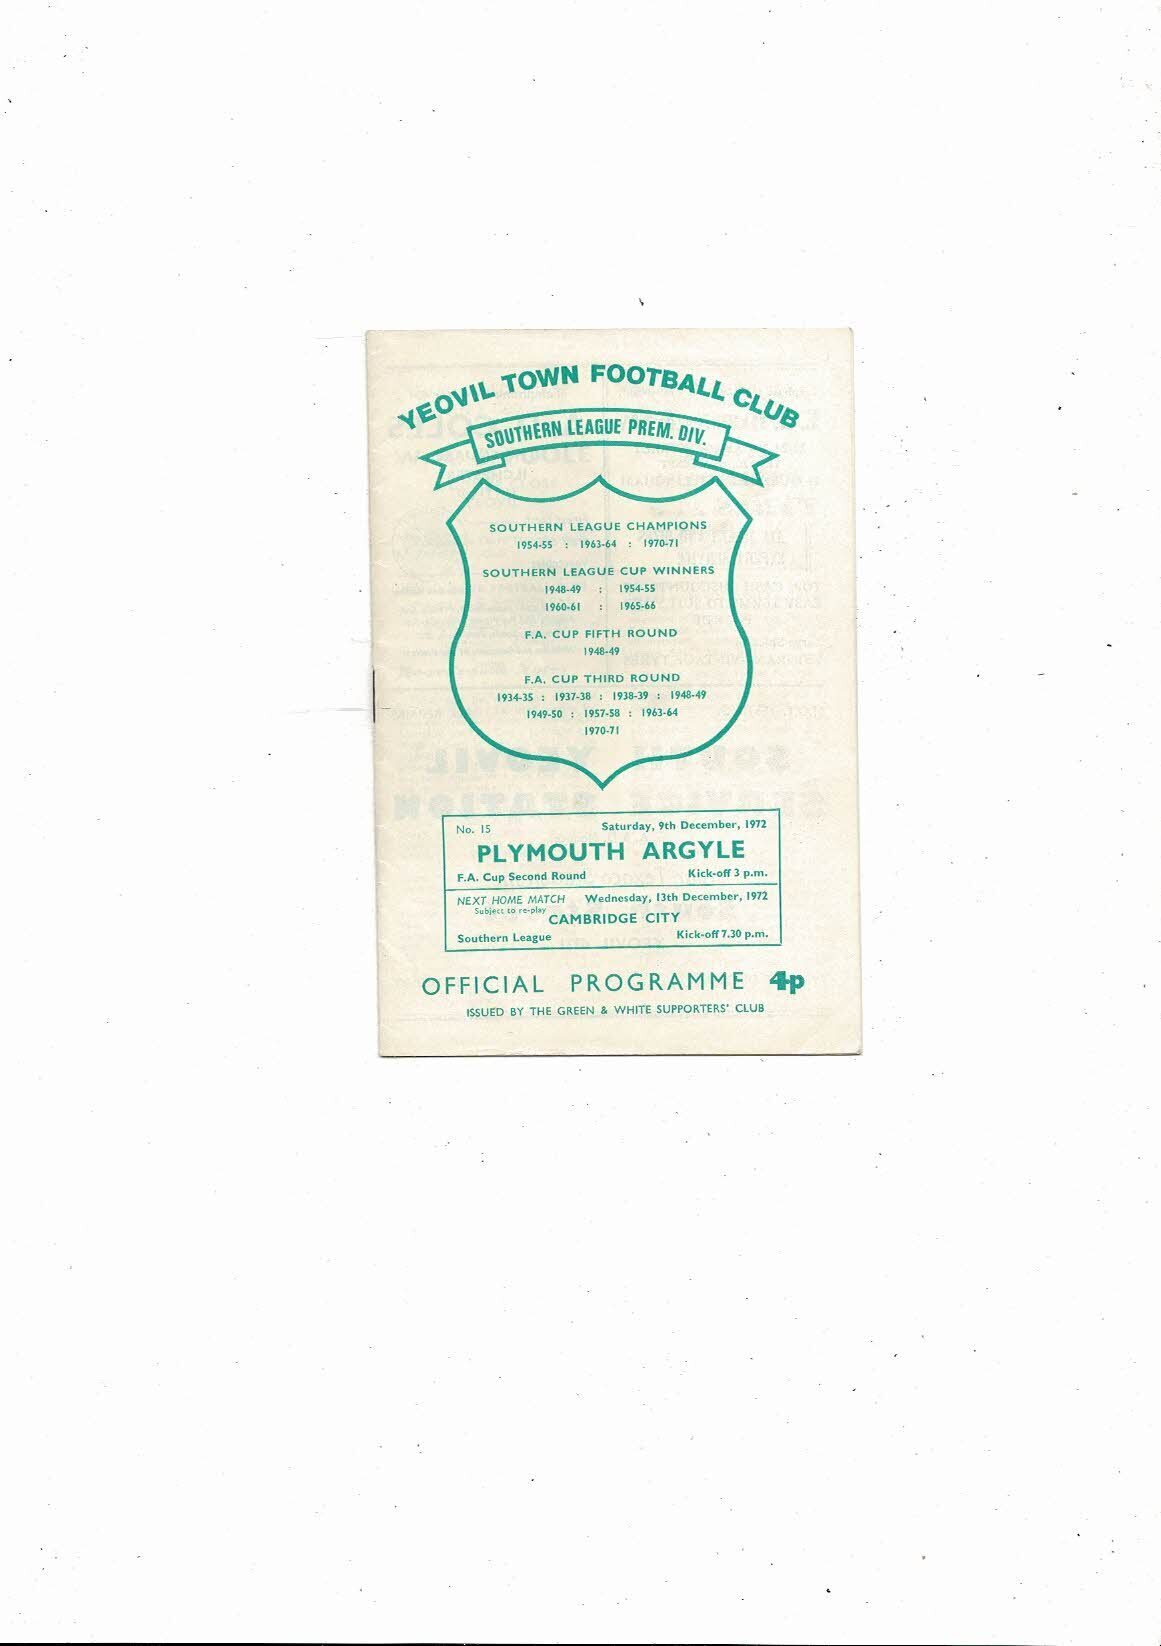 YEOVIL TOWN FOOTBALL CLUB
SOUTHERN LEAGUE PREM. DIV.
SOUTHERN LEAGUE CHAMPIONS
1954-55 : 1963-64 : 1970-71
SOUTHERN LEAGUE CUP WINNERS
1948-49 : 1954-55
1960-61 : 1965-66
F.A. CUP FIFTH ROUND
1948-49
F.A. CUP THIRD ROUND
1934-35 : 1937-38 : 1938-39 : 1948-49
1949-50 : 1957-58 : 1963-64
1970-71
No. 15 Saturday, 9th December, 1972
PLYMOUTH ARGYLE
F.A. Cup Second Round Kick-off 3 p.m.
NEXT HOME MATCH Wednesday, 13th December, 1972
Subject to re-play
CAMBRIDGE CITY
Southern League Kick-off 7.30 p.m.
OFFICIAL PROGRAMME 4p
ISSUED BY THE GREEN & WHITE SUPPORTERS' CLUB